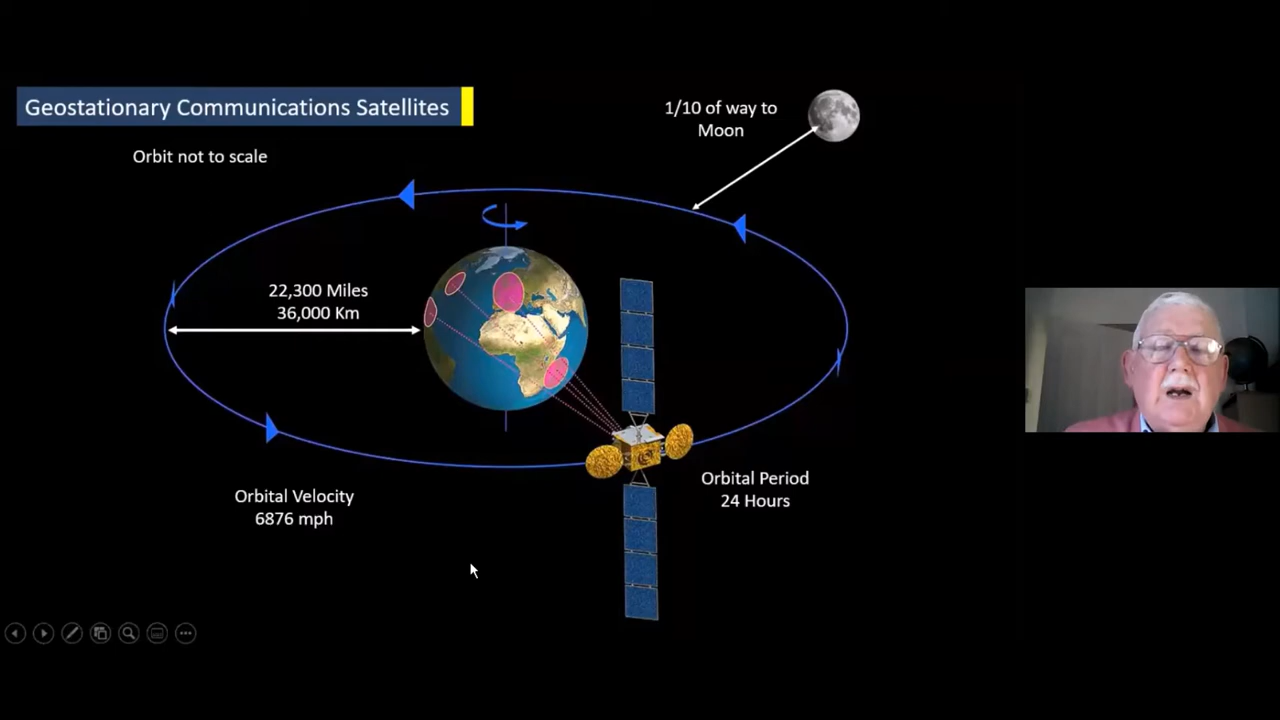 Geostationary Communications Satellites
Orbit not to scale
1/10 of way to
Moon
22,300 Miles
36,000 Km
Orbital Velocity
6876 mph
Orbital Period
24 Hours